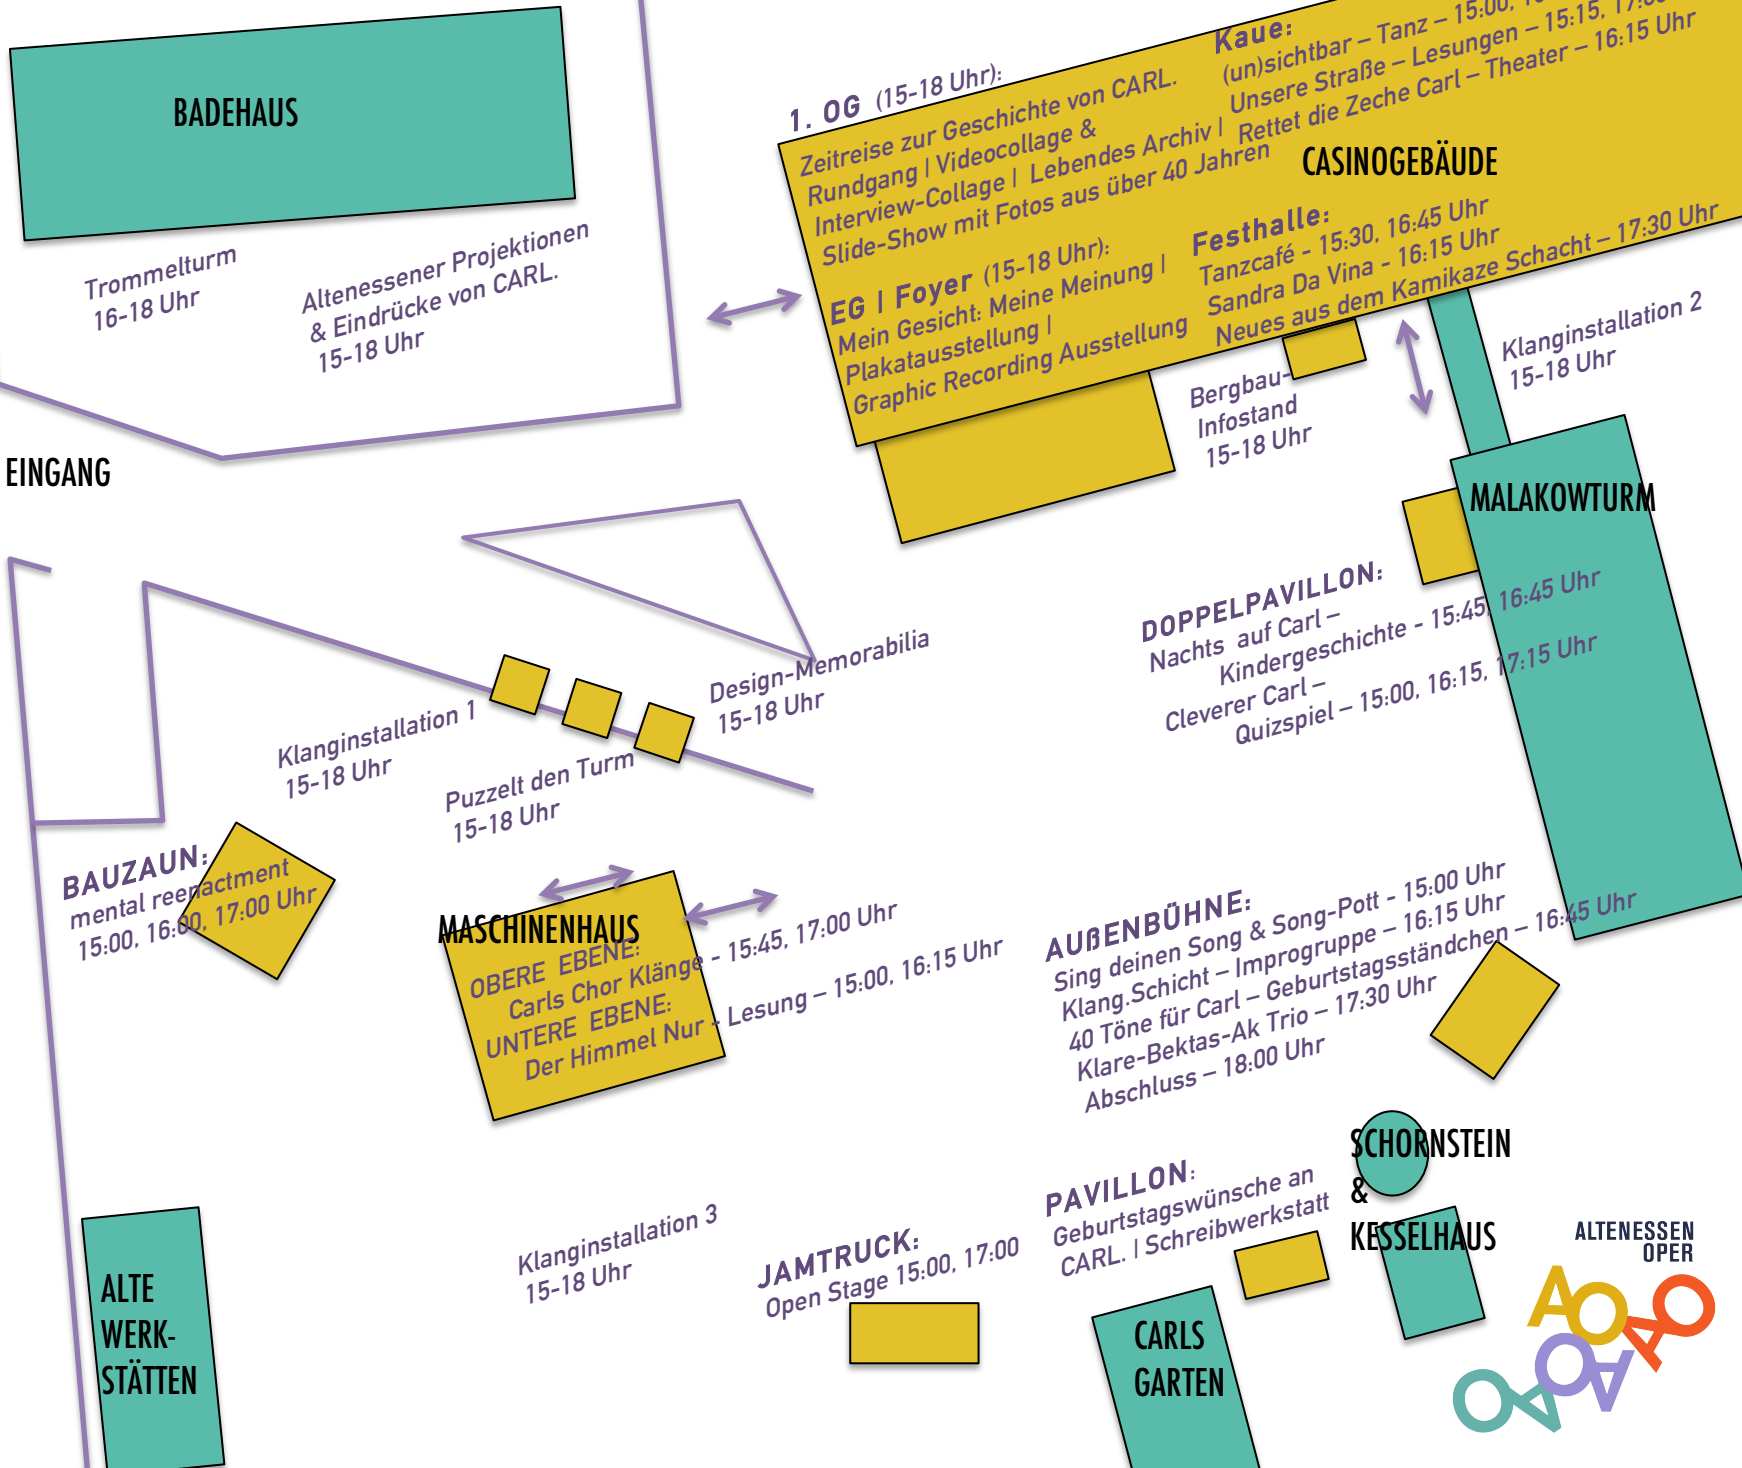 BADEHAUS
Trommelturm
16-18 Uhr
Altenessener Projektionen
& Eindrücke von CARL.
15-18 Uhr
EINGANG
1. OG (15-18 Uhr):
Zeitreise zur Geschichte von CARL.
Rundgang | Videocollage &
Interview-Collage | Lebendes Archiv |
Slide-Show mit Fotos aus über 40 Jahren
EG | Foyer (15-18 Uhr):
Mein Gesicht: Meine Meinung |
Plakatausstellung |
Graphic Recording Ausstellung
Kaue:
(un)sichtbar – Tanz – 15:00,
Unsere Straße – Lesungen – 15:15,
Rettet die Zeche Carl – Theater – 16:15 Uhr
CASINOGEBÄUDE
Festhalle:
Tanzcafé - 15:30, 16:45 Uhr
Sandra Da Vina - 16:15 Uhr
Neues aus dem Kamikaze Schacht – 17:30 Uhr
Bergbau-
Infostand
15-18 Uhr
Klanginstallation 2
15-18 Uhr
MALAKOWTURM
DOPPELPAVILLON:
Nachts auf Carl –
Kindergeschichte - 15:45, 16:45 Uhr
Cleverer Carl –
Quizspiel – 15:00, 16:15, 17:15 Uhr
Design-Memorabilia
15-18 Uhr
Klanginstallation 1
15-18 Uhr
Puzzelt den Turm
15-18 Uhr
BAUZAUN:
mental reenactment
15:00, 16:00, 17:00 Uhr
MASCHINENHAUS
OBERE EBENE:
Carls Chor Klänge - 15:45, 17:00 Uhr
UNTERE EBENE:
Der Himmel Nur - Lesung – 15:00, 16:15 Uhr
AUßENBÜHNE:
Sing deinen Song & Song-Pott - 15:00 Uhr
Klang.Schicht – Improgruppe – 16:15 Uhr
40 Töne für Carl – Geburtstagsständchen – 16:45 Uhr
Klare-Bektas-Ak Trio – 17:30 Uhr
Abschluss – 18:00 Uhr
SCHORNSTEIN
&
KESSELHAUS
PAVILLON:
Geburtstagswünsche an
CARL. | Schreibwerkstatt
Klanginstallation 3
15-18 Uhr
JAMTRUCK:
Open Stage 15:00, 17:00
ALTE
WERK-
STÄTTEN
CARLS
GARTEN
ALTENESSEN
OPER
AO
AO
AO
AO